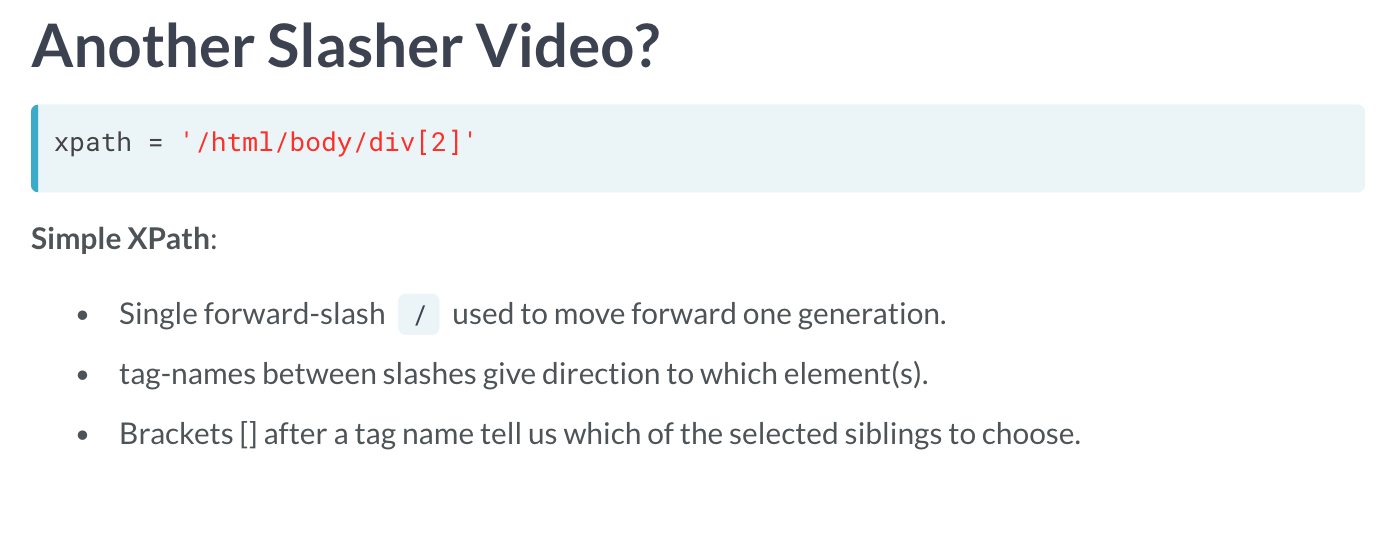 Another Slasher Video?
xpath = '/html/body/div[2]'
Simple XPath:
• Single forward-slash / used to move forward one generation.
• tag-names between slashes give direction to which element(s).
• Brackets [] after a tag name tell us which of the selected siblings to choose.